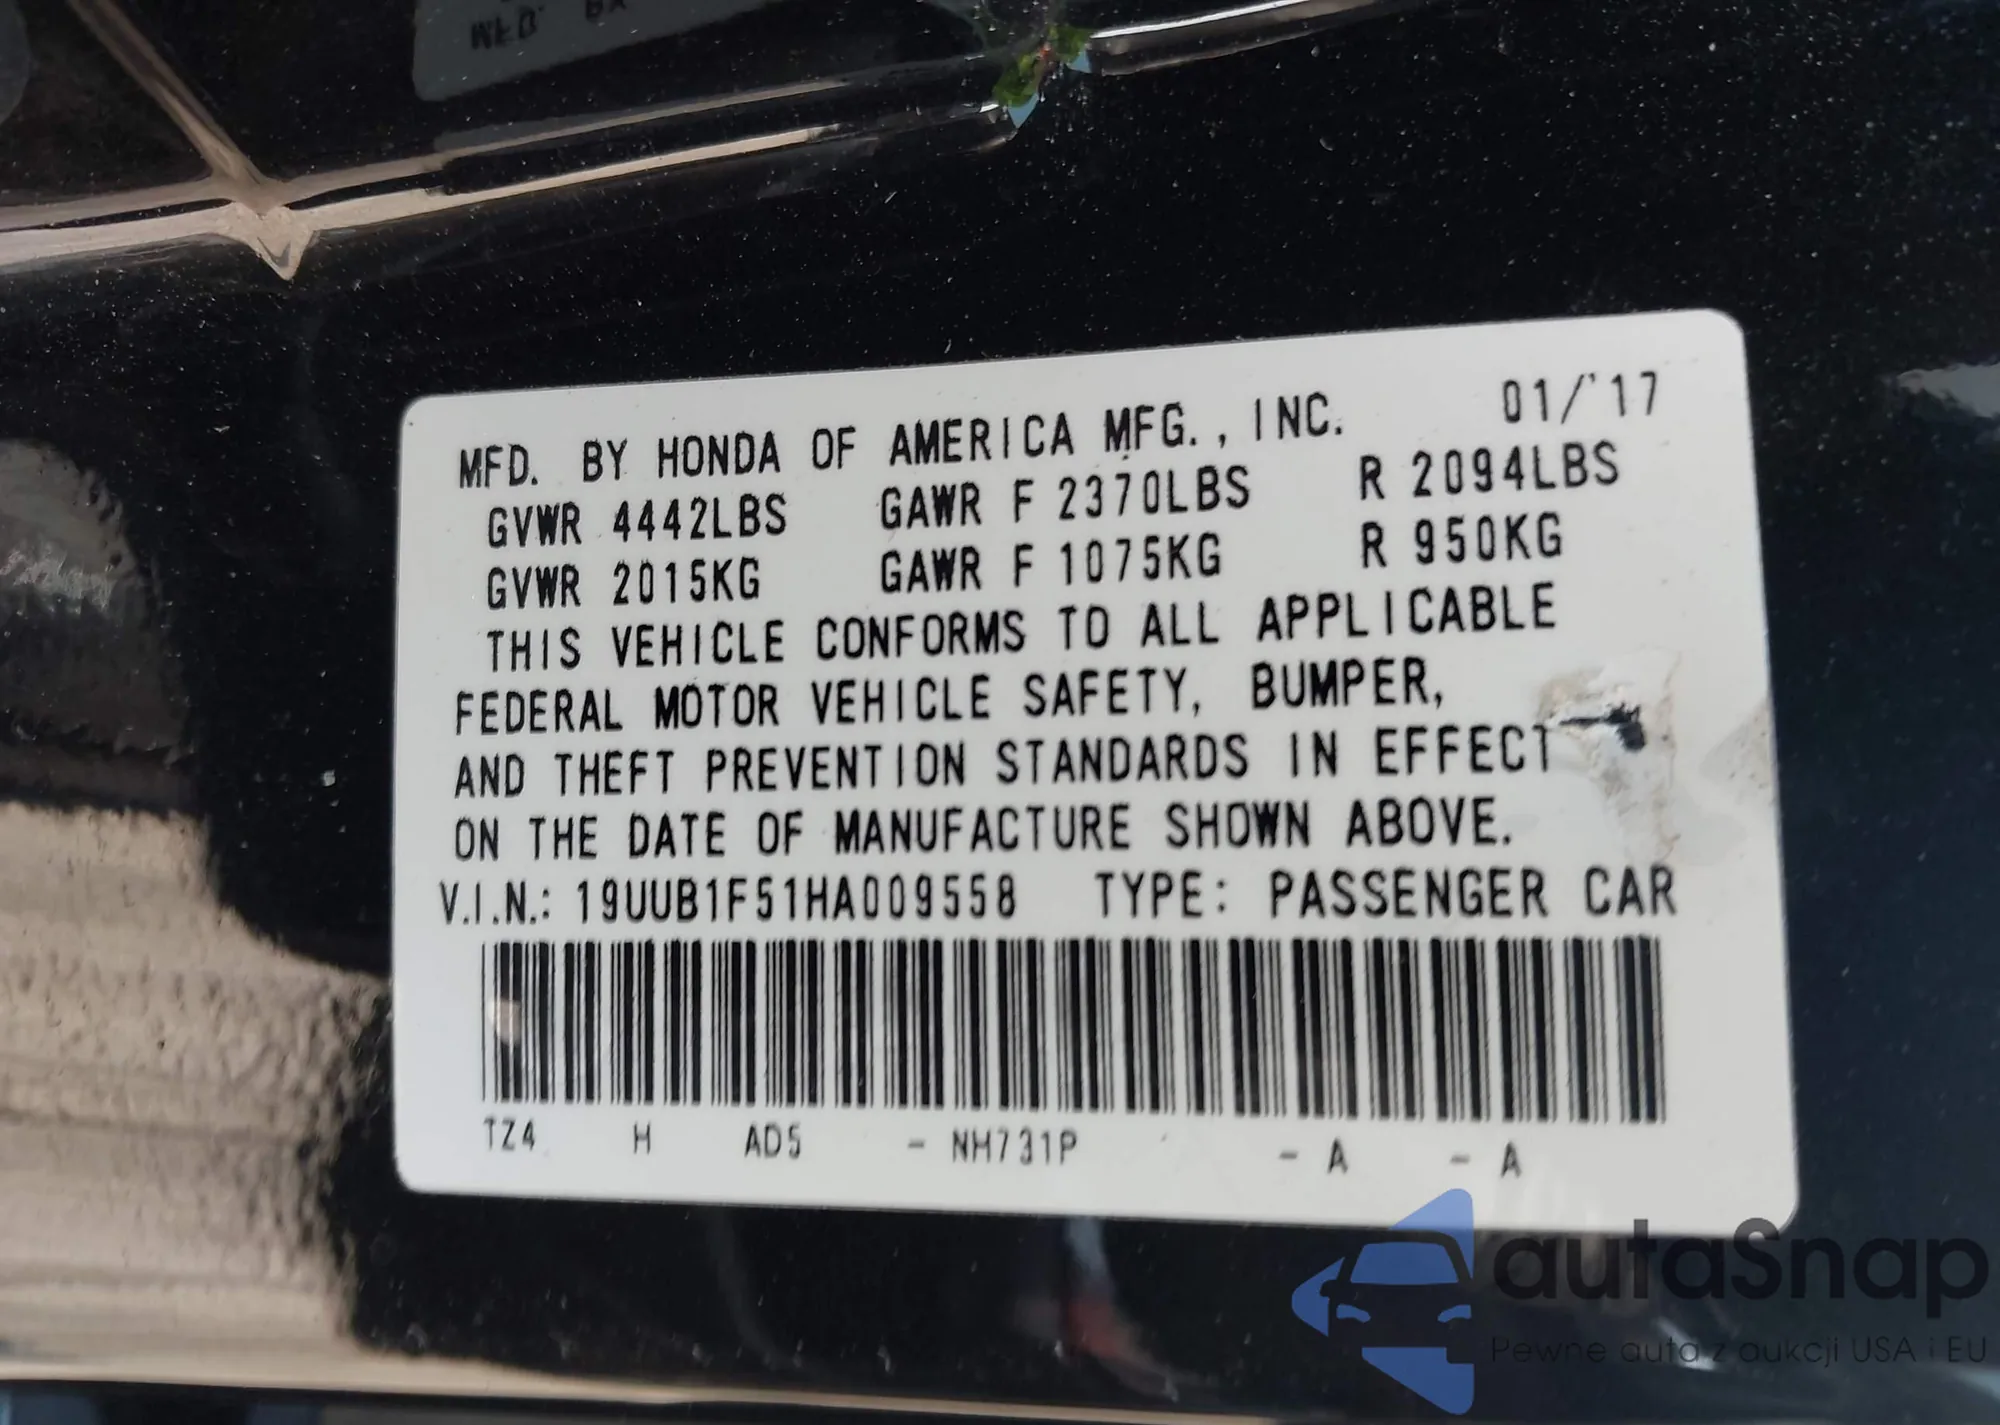 MFD. BY HONDA OF AMERICA MFG., INC. 01/'17
GVWR 4442LBS GAWR F 2370LBS R 2094LBS
GVWR 2015KG GAWR F 1075KG R 950KG
THIS VEHICLE CONFORMS TO ALL APPLICABLE
FEDERAL MOTOR VEHICLE SAFETY, BUMPER,
AND THEFT PREVENTION STANDARDS IN EFFECT
ON THE DATE OF MANUFACTURE SHOWN ABOVE.
V.I.N.: 19UUB1F51HA009558 TYPE: PASSENGER CAR
TZ4 H AD5 - NH731P - A - A
autaSnap
Pewne auta z aukcji USA i EU